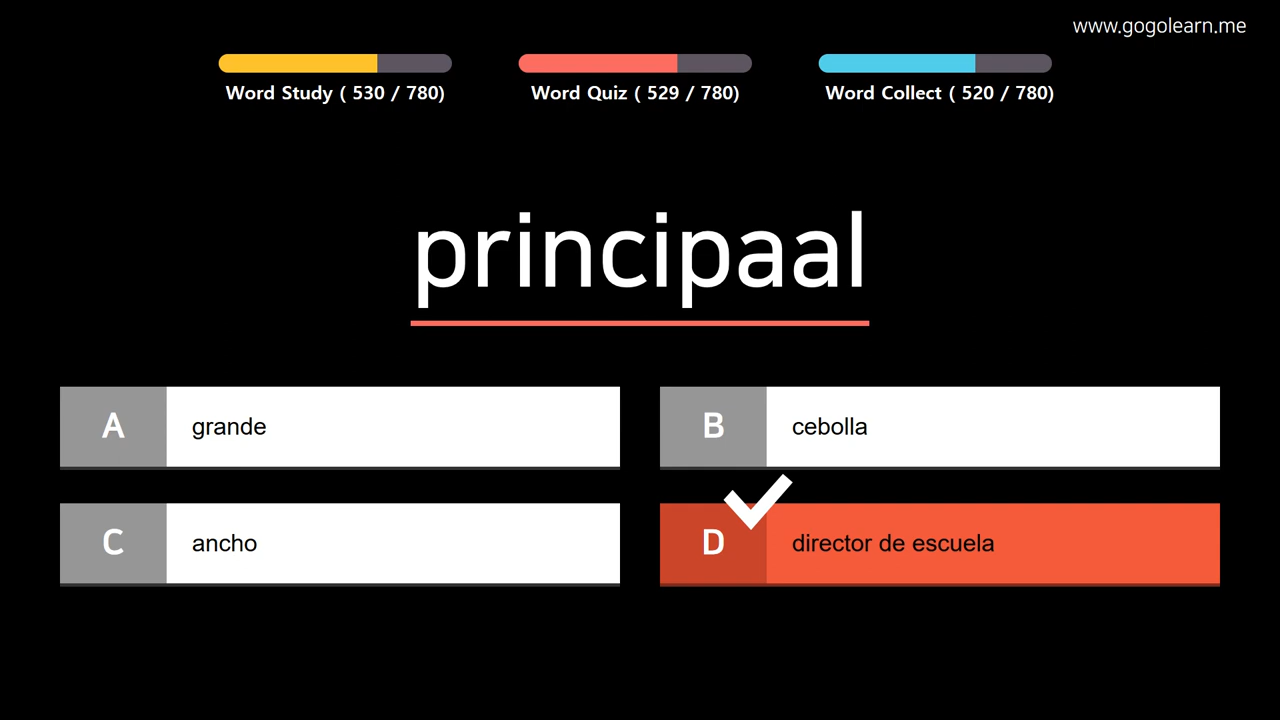 www.gogolearn.me
Word Study ( 530 / 780)
Word Quiz ( 529 / 780)
Word Collect ( 520 / 780)
principaal
A grande
B cebolla
C ancho
D director de escuela